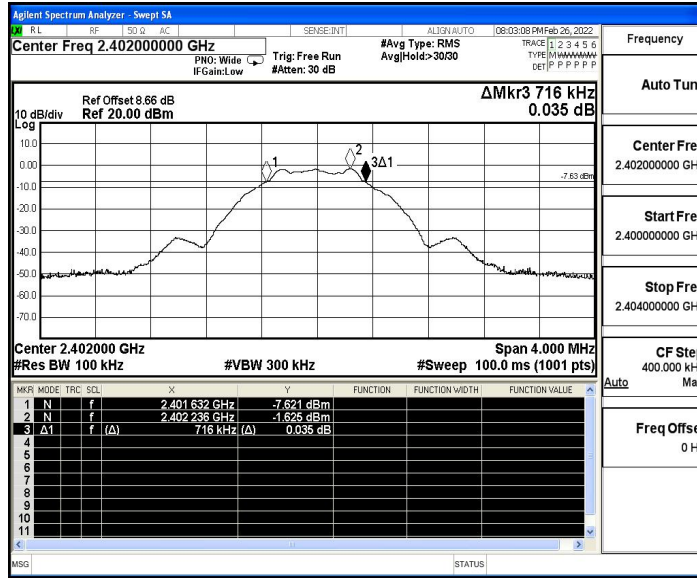 Agilent Spectrum Analyzer - Swept SA
LXI RL RF 50 Ω AC SENSE:INT ALIGN AUTO 08:03:08 PM Feb 26, 2022
Center Freq 2.402000000 GHz
PNO: Wide
IFGain:Low
Trig: Free Run
#Atten: 30 dB
#Avg Type: RMS
Avg|Hold:>30/30
TRACE 1 2 3 4 5 6
TYPE MWWWWW
DET P P P P P P
ΔMkr3 716 kHz
0.035 dB
Ref Offset 8.66 dB
Ref 20.00 dBm
10 dB/div
Log
10.0
0.00
-10.0
-20.0
-30.0
-40.0
-50.0
-60.0
-70.0
1
2
3Δ1
-7.63 dBm
Center 2.402000 GHz
Span 4.000 MHz
#Res BW 100 kHz
#VBW 300 kHz
#Sweep 100.0 ms (1001 pts)
MKR MODE TRC SCL X Y FUNCTION FUNCTION WIDTH FUNCTION VALUE
1 N f 2.401 632 GHz -7.621 dBm
2 N f 2.402 236 GHz -1.625 dBm
3 Δ1 f (Δ) 716 kHz (Δ) 0.035 dB
4
5
6
7
8
9
10
11
MSG
STATUS
Frequency
Auto Tun
Center Fre
2.402000000 GH
Start Fre
2.400000000 GH
Stop Fre
2.404000000 GH
CF Ste
400.000 kH
Auto Ma
Freq Offse
0 H